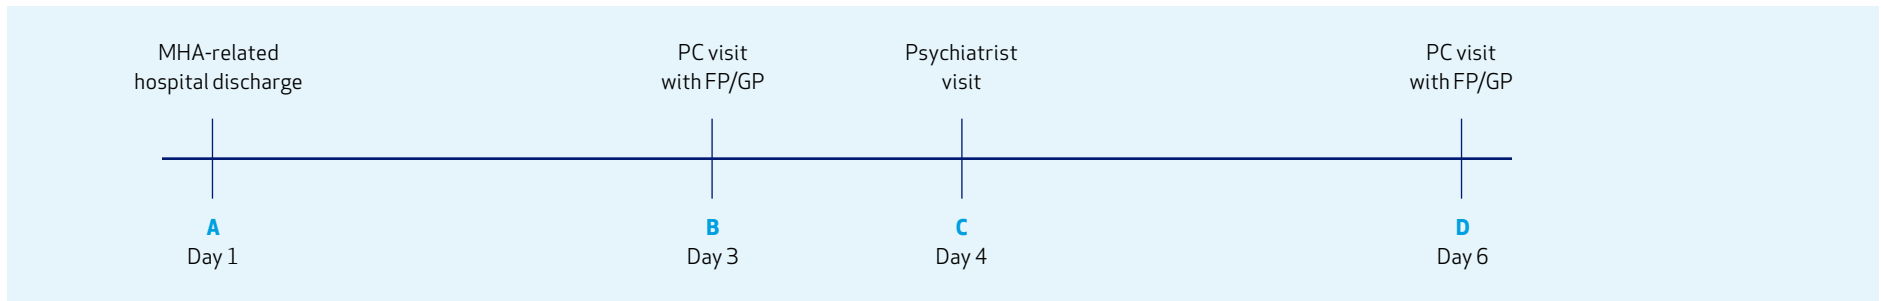 MHA-related
hospital discharge
PC visit
with FP/GP
Psychiatrist
visit
PC visit
with FP/GP
A
Day 1
B
Day 3
C
Day 4
D
Day 6